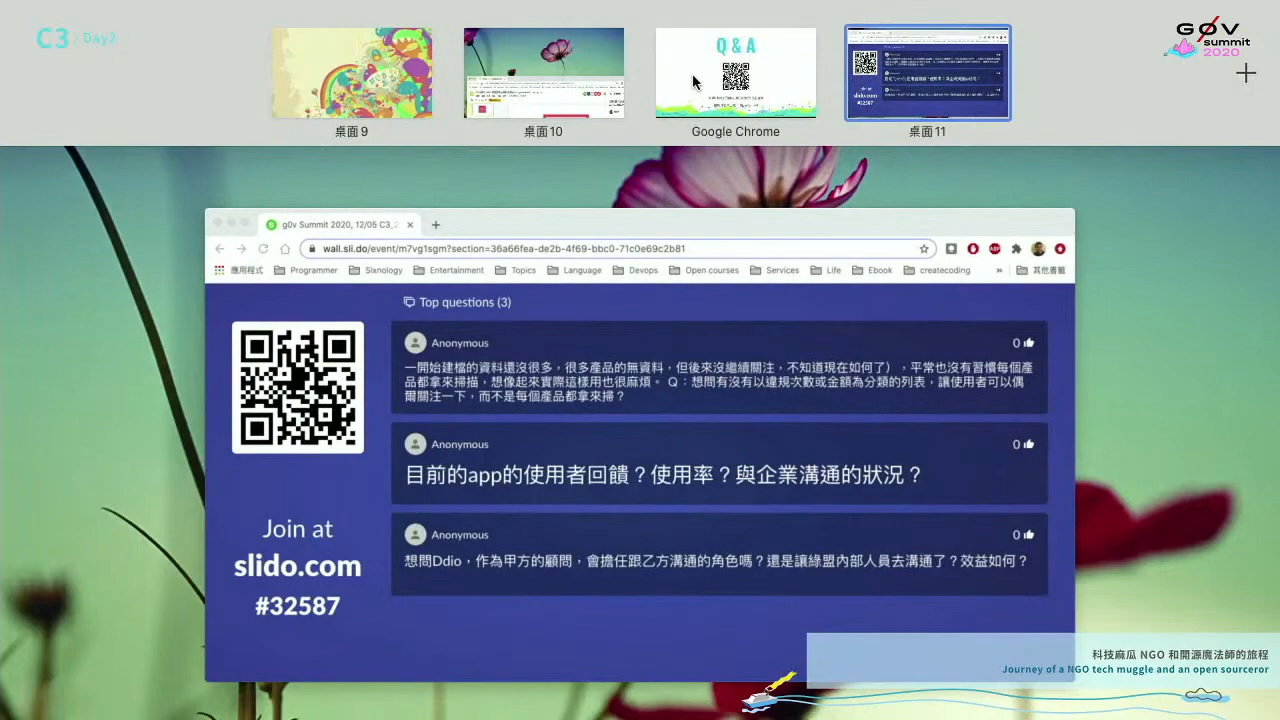 C3 / Day2
Q & A
slido.com
#32587
gØv
summit
2020
桌面9
桌面10
Google Chrome
桌面11
g0v Summit 2020, 12/05 C3_2
wall.sli.do/event/m7vg1sgm?section=36a66fea-de2b-4f69-bbc0-71c0e69c2b81
應用程式 Programmer Sixnology Entertainment Topics Language Devops Open courses Services Life Ebook createcoding » 其他書籤
Top questions (3)
Anonymous 0
一開始建檔的資料還沒很多，很多產品的無資料，但後來沒繼續關注，不知道現在如何了），平常也沒有習慣每個產
品都拿來掃描，想像起來實際這樣用也很麻煩。 Q：想問有沒有以違規次數或金額為分類的列表，讓使用者可以偶
爾關注一下，而不是每個產品都拿來掃？
Anonymous 0
目前的app的使用者回饋？使用率？與企業溝通的狀況？
Anonymous 0
想問Ddio，作為甲方的顧問，會擔任跟乙方溝通的角色嗎？還是讓綠盟內部人員去溝通了？效益如何？
Join at
slido.com
#32587
科技麻瓜 NGO 和開源魔法師的旅程
Journey of a NGO tech muggle and an open sourceror